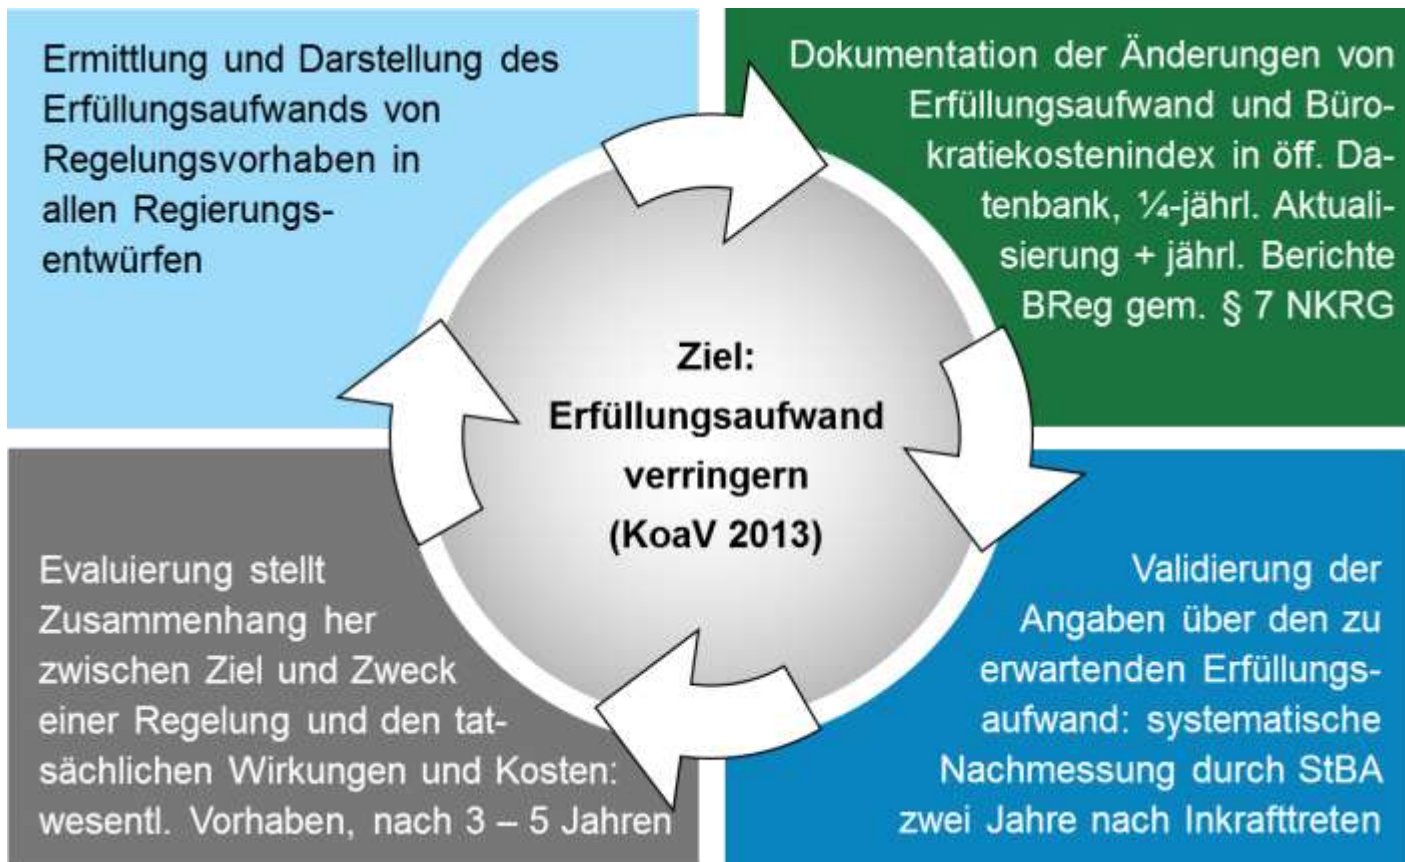 Ermittlung und Darstellung des
Erfüllungsaufwands von
Regelungsvorhaben in
allen Regierungs-
entwürfen
Dokumentation der Änderungen von
Erfüllungsaufwand und Büro-
kratiekostenindex in öff. Da-
tenbank, ¼-jährl. Aktuali-
sierung + jährl. Berichte
BReg gem. § 7 NKRG
Ziel:
Erfüllungsaufwand
verringern
(KoaV 2013)
Evaluierung stellt
Zusammenhang her
zwischen Ziel und Zweck
einer Regelung und den tat-
sächlichen Wirkungen und Kosten:
wesentl. Vorhaben, nach 3 – 5 Jahren
Validierung der
Angaben über den zu
erwartenden Erfüllungs-
aufwand: systematische
Nachmessung durch StBA
zwei Jahre nach Inkrafttreten